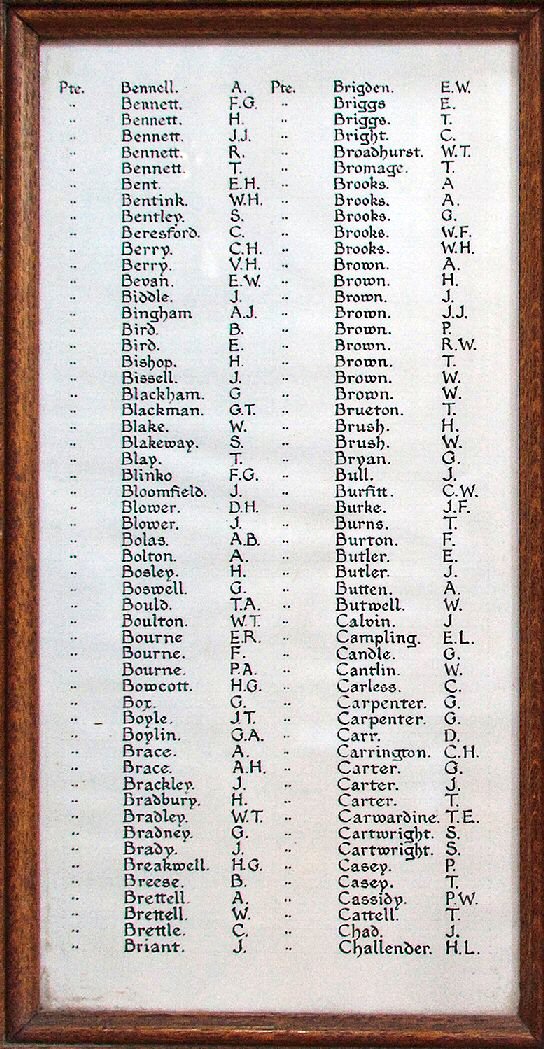 Pte. Bennell. A.
" Bennett. F.G.
" Bennett. H.
" Bennett. J.J.
" Bennett. R.
" Bennett. T.
" Bent. E.H.
" Bentink. W.H.
" Bentley. S.
" Beresford. C.
" Berry. C.H.
" Berry. V.H.
" Bevan. E.W.
" Biddle. J.
" Bingham A.J.
" Bird. B.
" Bird. E.
" Bishop. H.
" Bissell. J.
" Blackham. G
" Blackman. G.T.
" Blake. W.
" Blakeway. S.
" Blay. T.
" Blinko F.G.
" Bloomfield. J.
" Blower. D.H.
" Blower. J.
" Bolas. A.B.
" Bolton. A.
" Bosley. H.
" Boswell. G.
" Bould. T.A.
" Boulton. W.T.
" Bourne E.R.
" Bourne. F.
" Bourne. P.A.
" Bowcott. H.G.
" Box. G.
" Boyle. J.T.
" Boylin. G.A.
" Brace. A.
" Brace. A.H.
" Brackley. J.
" Bradbury. H.
" Bradley. W.T.
" Bradney. G.
" Brady. J.
" Breakwell. H.G.
" Breese. B.
" Brettell. A.
" Brettell. W.
" Brettle. C.
" Briant. J.
Pte. Brigden. E.W.
" Briggs E.
" Briggs. T.
" Bright. C.
" Broadhurst. W.T.
" Bromage. T.
" Brooks. A
" Brooks. A.
" Brooks. G.
" Brooks. W.F.
" Brooks. W.H.
" Brown. A.
" Brown. H.
" Brown. J.
" Brown. J.J.
" Brown. P.
" Brown. R.W.
" Brown. T.
" Brown. W.
" Brown. W.
" Brueton. T.
" Brush. H.
" Brush. W.
" Bryan. G.
" Bull. J.
" Burfitt. C.W.
" Burke. J.F.
" Burns. T.
" Burton. F.
" Butler. E.
" Butler. J.
" Butten. A.
" Butwell. W.
" Calvin. J
" Campling. E.L.
" Candle. G.
" Cantlin. W.
" Carless. C.
" Carpenter. G.
" Carpenter. G.
" Carr. D.
" Carrington. C.H.
" Carter. G.
" Carter. J.
" Carter. T.
" Carwardine. T.E.
" Cartwright. S.
" Cartwright. S.
" Casey. P.
" Casey. T.
" Cassidy. P.W.
" Cattell. T.
" Chad. J.
" Challender. H.L.